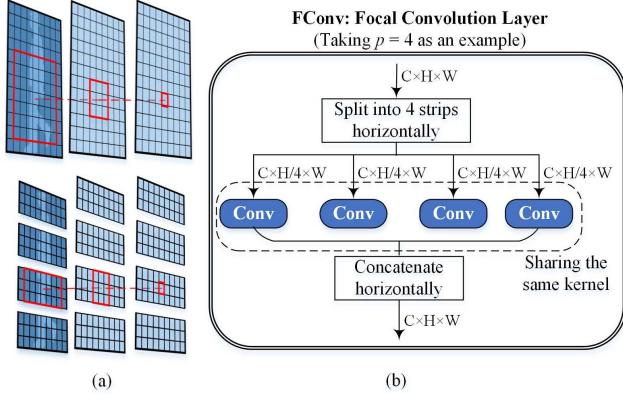 FConv: Focal Convolution Layer
(Taking p = 4 as an example)
C×H×W
Split into 4 strips
horizontally
C×H/4×W C×H/4×W C×H/4×W C×H/4×W
Conv Conv Conv Conv
Concatenate
horizontally
Sharing the
same kernel
C×H×W
(a) (b)